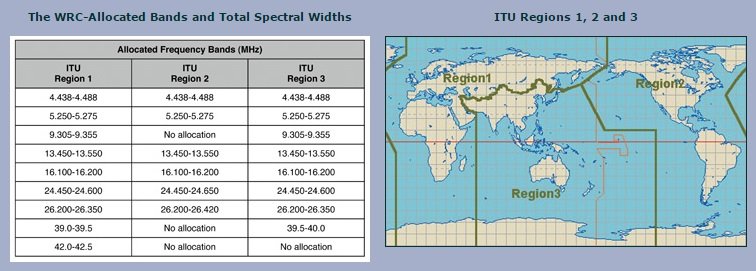 The WRC-Allocated Bands and Total Spectral Widths
Allocated Frequency Bands (MHz)
ITU Region 1 ITU Region 2 ITU Region 3
4.438-4.488 4.438-4.488 4.438-4.488
5.250-5.275 5.250-5.275 5.250-5.275
9.305-9.355 No allocation 9.305-9.355
13.450-13.550 13.450-13.550 13.450-13.550
16.100-16.200 16.100-16.200 16.100-16.200
24.450-24.600 24.450-24.650 24.450-24.600
26.200-26.350 26.200-26.420 26.200-26.350
39.0-39.5 No allocation 39.5-40.0
42.0-42.5 No allocation No allocation
ITU Regions 1, 2 and 3
Region1
Region2
Region3